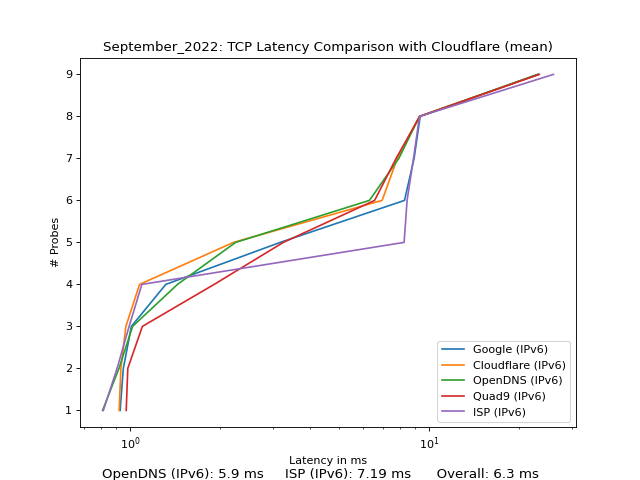 September_2022: TCP Latency Comparison with Cloudflare (mean)
# Probes
9
8
7
6
5
4
3
2
1
Google (IPv6)
Cloudflare (IPv6)
OpenDNS (IPv6)
Quad9 (IPv6)
ISP (IPv6)
10⁰ 10¹
Latency in ms
OpenDNS (IPv6): 5.9 ms ISP (IPv6): 7.19 ms Overall: 6.3 ms